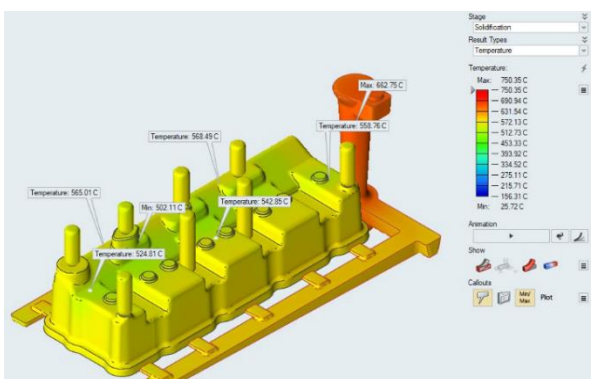 Stage
Solidification
Result Types
Temperature
Temperature:
Max: 750.35 C
750.35 C
690.94 C
631.54 C
572.13 C
512.73 C
453.33 C
393.92 C
334.52 C
275.11 C
215.71 C
196.31 C
Min: 25.72 C
Animation
Show
Callouts
Min/
Max
Plot
Max: 662.75 C
Temperature: 568.49 C
Temperature: 558.76 C
Temperature: 565.01 C
Min: 502.11 C
Temperature: 542.85 C
Temperature: 524.81 C